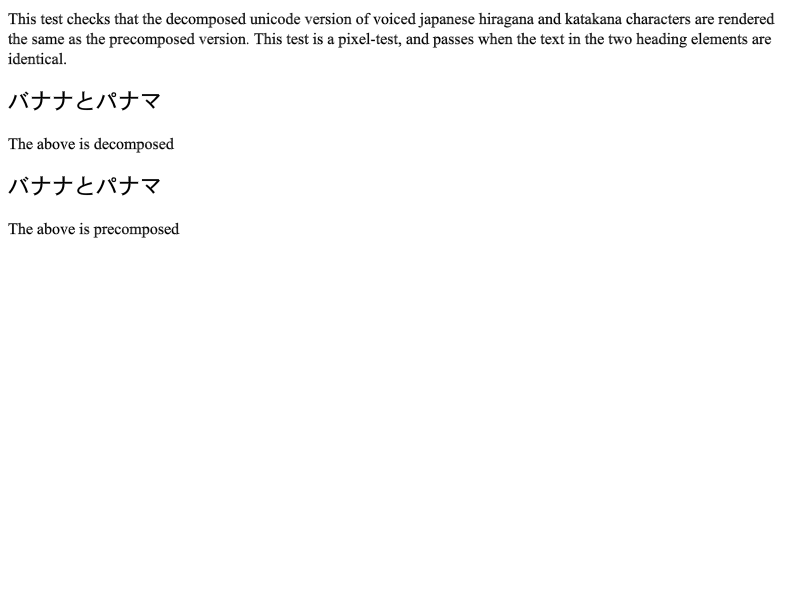 This test checks that the decomposed unicode version of voiced japanese hiragana and katakana characters are rendered
the same as the precomposed version. This test is a pixel-test, and passes when the text in the two heading elements are
identical.
バナナとパナマ
The above is decomposed
バナナとパナマ
The above is precomposed